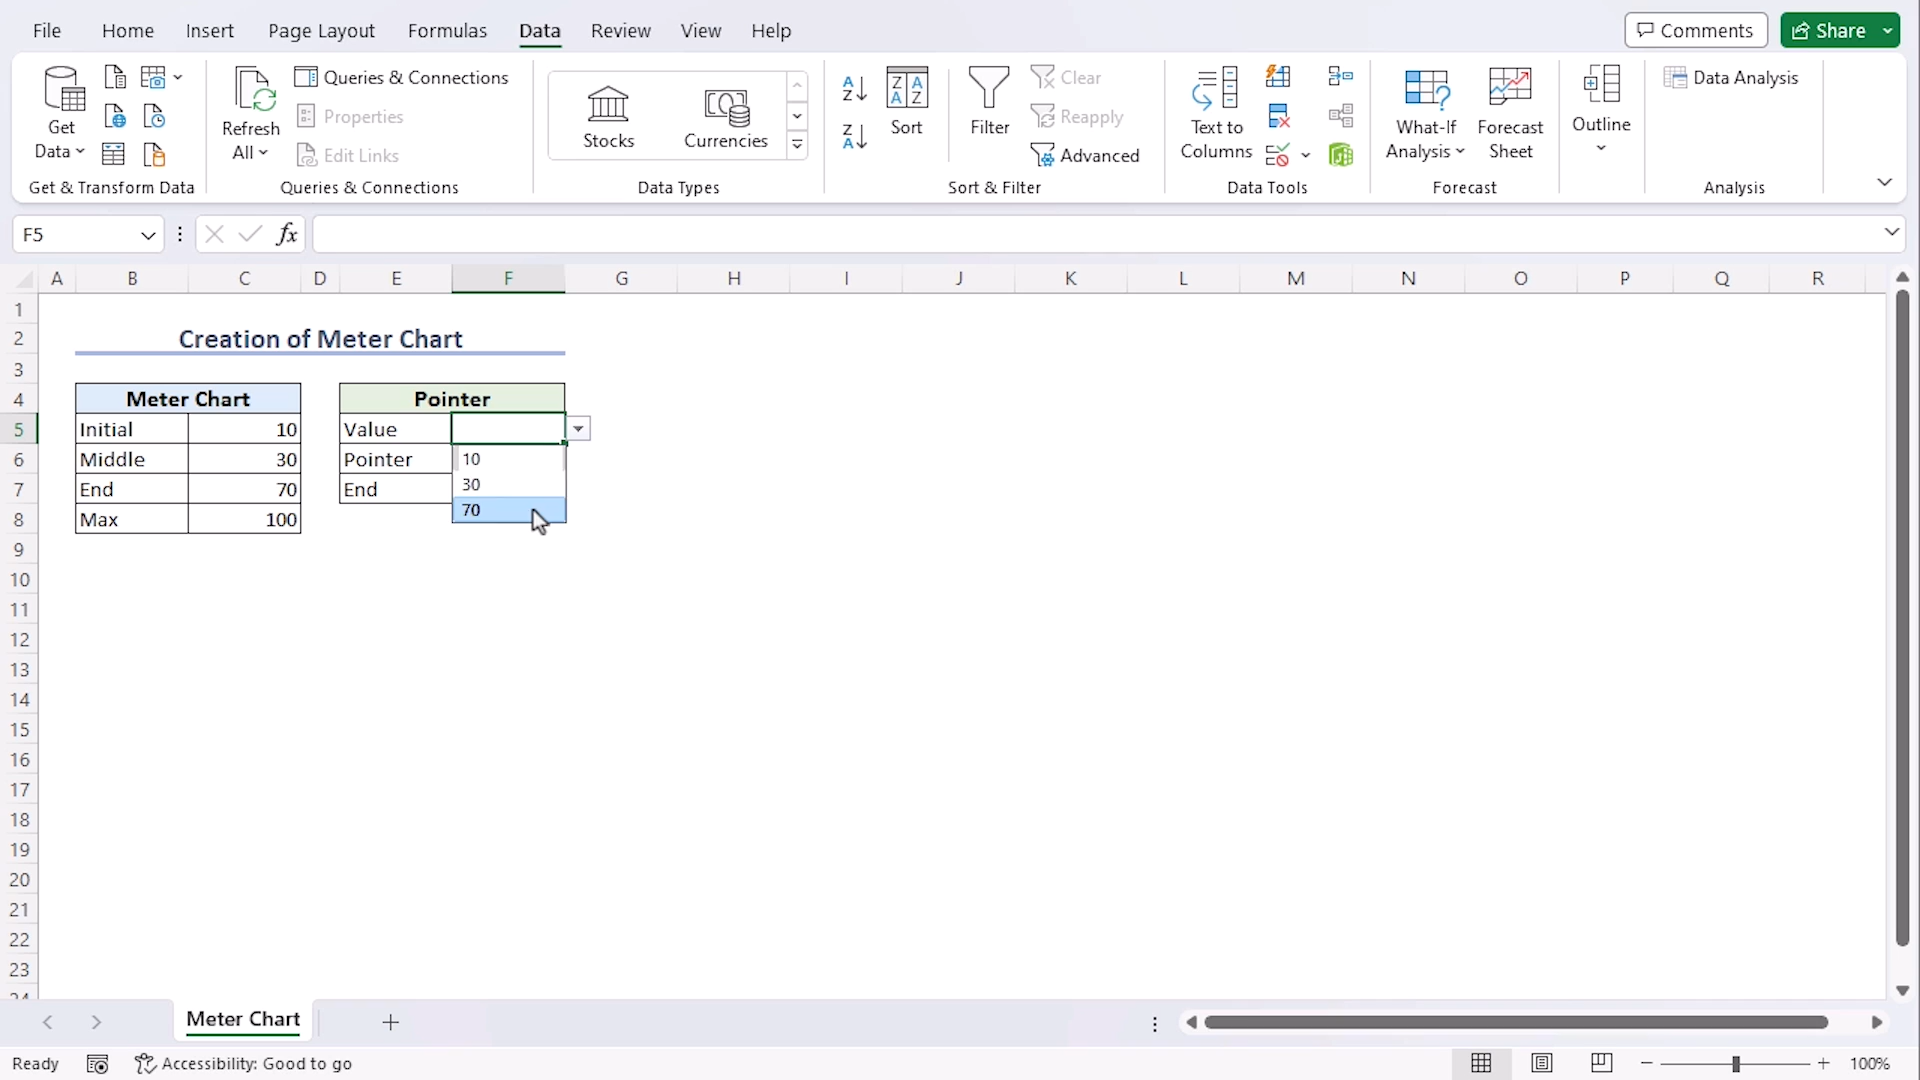 File Home Insert Page Layout Formulas Data Review View Help Comments Share
Get Data
Refresh All
Queries & Connections
Properties
Edit Links
Stocks
Currencies
Sort
Filter
Clear
Reapply
Advanced
Text to Columns
What-If Analysis
Forecast Sheet
Outline
Data Analysis
Get & Transform Data Queries & Connections Data Types Sort & Filter Data Tools Forecast Analysis
F5 fx
A B C D E F G H I J K L M N O P Q R
1
2 Creation of Meter Chart
3
4 Meter Chart Pointer
5 Initial 10 Value
6 Middle 30 Pointer 10
30
7 End 70 End
70
8 Max 100
9
10
11
12
13
14
15
16
17
18
19
20
21
22
23
24
Meter Chart
Ready Accessibility: Good to go 100%